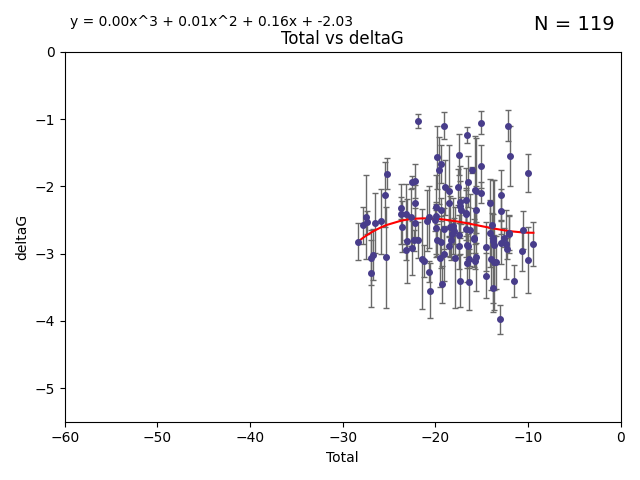 y = 0.00x^3 + 0.01x^2 + 0.16x + -2.03
N = 119
Total vs deltaG
0
−1
−2
−3
−4
−5
deltaG
−60
−50
−40
−30
−20
−10
0
Total